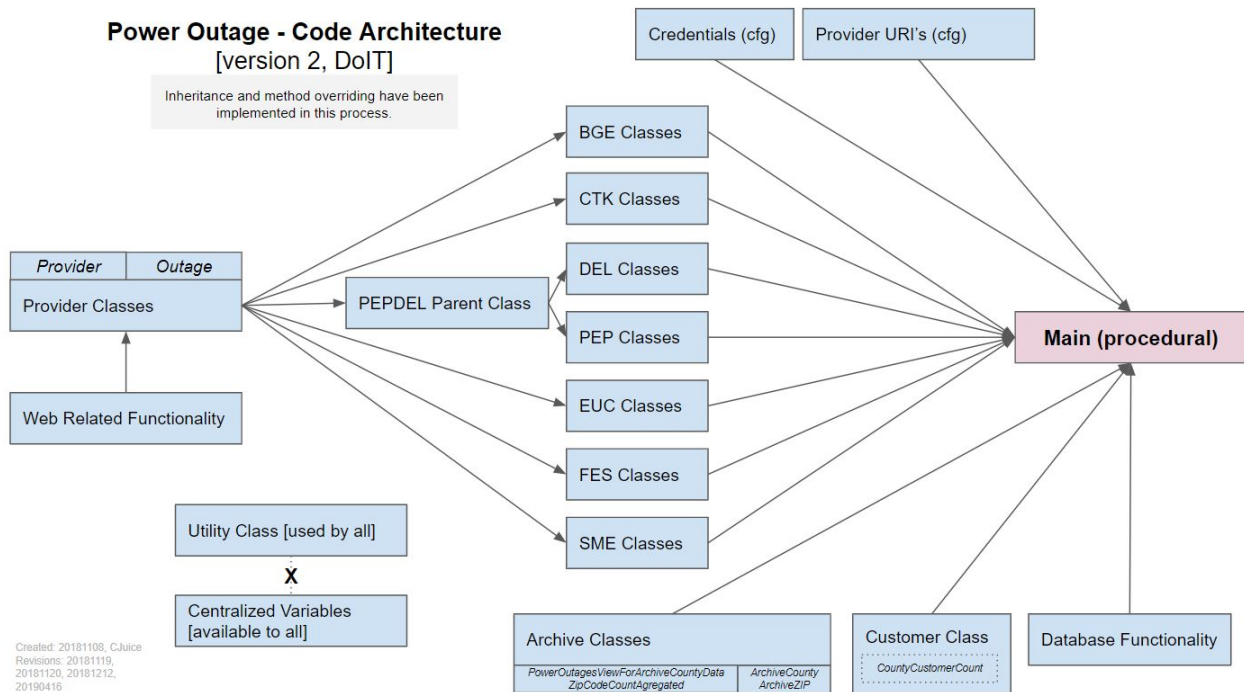 Power Outage - Code Architecture
[version 2, DoIT]
Inheritance and method overriding have been
implemented in this process.
Credentials (cfg)
Provider URI's (cfg)
BGE Classes
CTK Classes
DEL Classes
PEP Classes
EUC Classes
FES Classes
SME Classes
Provider
Outage
Provider Classes
PEPDEL Parent Class
Main (procedural)
Web Related Functionality
Utility Class [used by all]
X
Centralized Variables
[available to all]
Archive Classes
PowerOutagesViewForArchiveCountyData
ZipCodeCountAgregated
ArchiveCounty
ArchiveZIP
Customer Class
CountyCustomerCount
Database Functionality
Created: 20181108, CJuice
Revisions: 20181119,
20181120, 20181212,
20190416